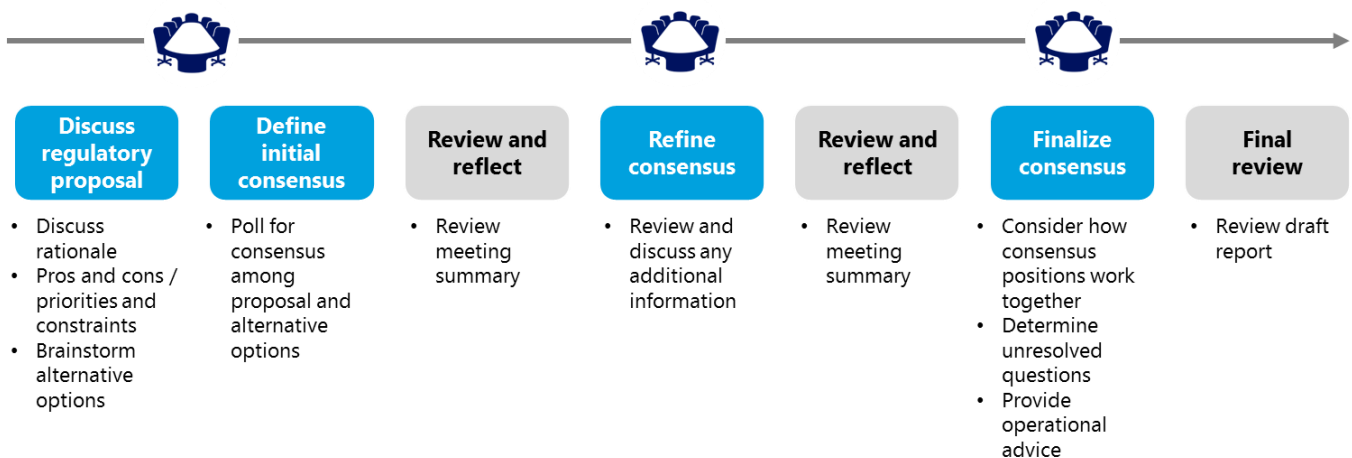 Discuss
regulatory
proposal
• Discuss
rationale
• Pros and cons /
priorities and
constraints
• Brainstorm
alternative
options
Define
initial
consensus
• Poll for
consensus
among
proposal and
alternative
options
Review and
reflect
• Review
meeting
summary
Refine
consensus
• Review and
discuss any
additional
information
Review and
reflect
• Review
meeting
summary
Finalize
consensus
• Consider how
consensus
positions work
together
• Determine
unresolved
questions
• Provide
operational
advice
Final
review
• Review draft
report